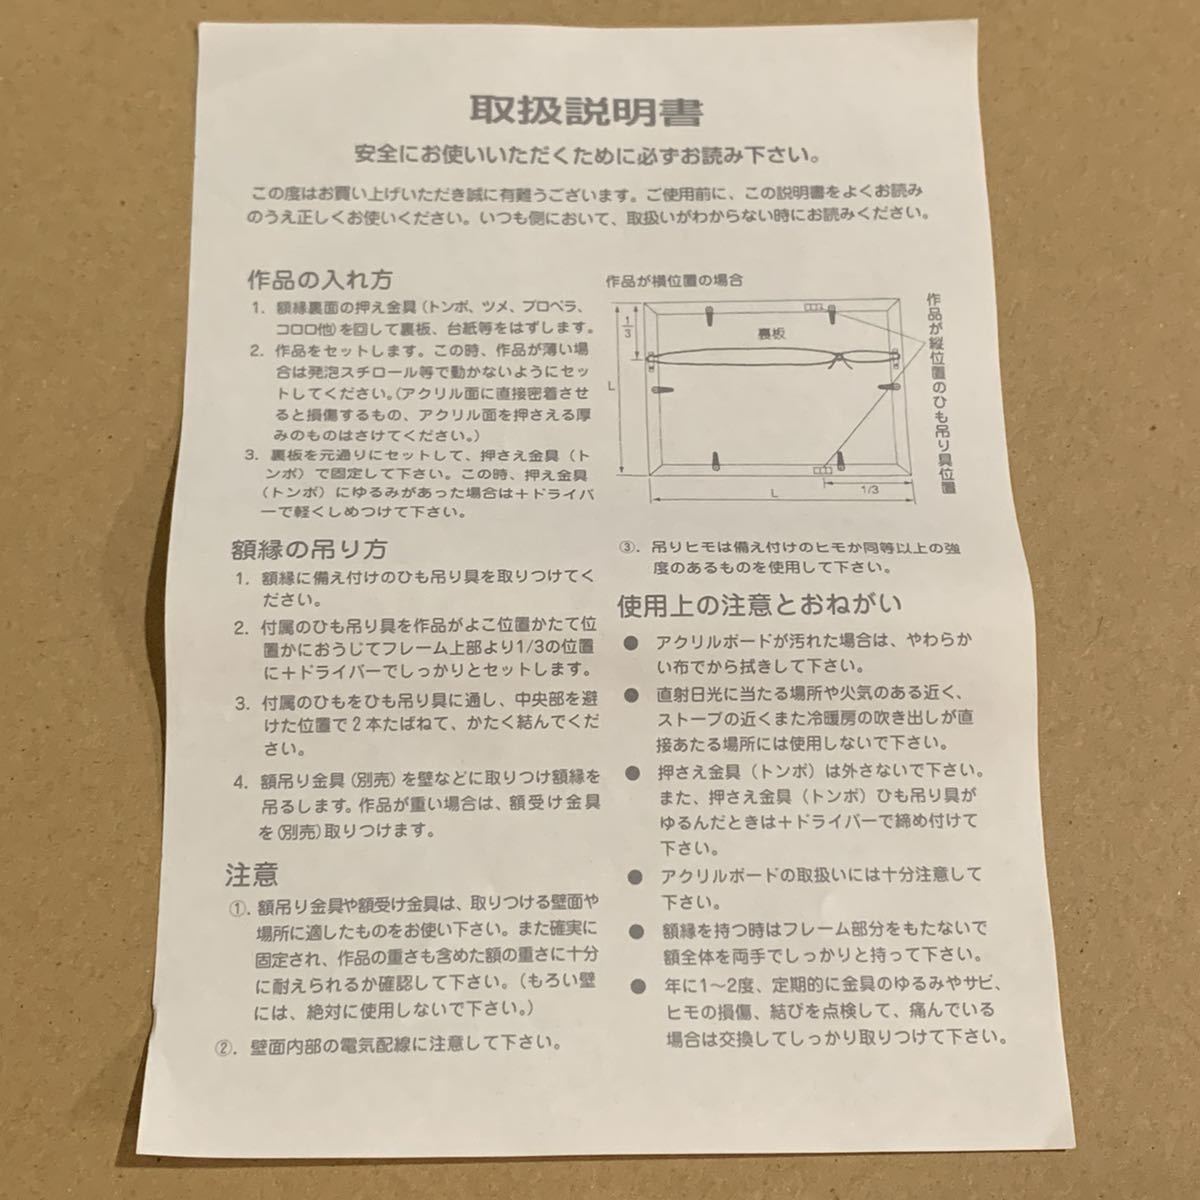 取扱説明書
安全にお使いいただくために必ずお読み下さい。
この度はお買い上げいただき誠に有難うございます。ご使用前に、この説明書をよくお読み
のうえ正しくお使いください。いつも側において、取扱いがわからない時にお読みください。
作品の入れ方
1. 額縁裏面の押え金具(トンボ、ツメ、プロペラ、
コロロ他)を回して裏板、台紙等をはずします。
2. 作品をセットします。この時、作品が薄い場
合は発泡スチロール等で動かないようにセッ
トしてください。(アクリル面に直接密着させ
ると損傷するもの、アクリル面を押さえる厚
みのものはさけてください。)
3. 裏板を元通りにセットして、押さえ金具(ト
ンボ)で固定して下さい。この時、押え金具
(トンボ)にゆるみがあった場合は+ドライバ
ーで軽くしめつけて下さい。
額縁の吊り方
1. 額縁に備え付けのひも吊り具を取りつけてく
ださい。
2. 付属のひも吊り具を作品がよこ位置かたて位
置かにおうじてフレーム上部より1/3の位置
に+ドライバーでしっかりとセットします。
3. 付属のひもをひも吊り具に通し、中央部を避
けた位置で2本たばねて、かたく結んでくだ
さい。
4. 額吊り金具(別売)を壁などに取りつけ額縁を
吊るします。作品が重い場合は、額受け金具
を(別売)取りつけます。
注意
①. 額吊り金具や額受け金具は、取りつける壁面や
場所に適したものをお使い下さい。また確実に
固定され、作品の重さも含めた額の重さに十分
に耐えられるか確認して下さい。(もろい壁
には、絶対に使用しないで下さい。)
②. 壁面内部の電気配線に注意して下さい。
作品が横位置の場合
1/3
L
裏板
L
1/3
作品が縦位置のひも吊り具位置
③. 吊りヒモは備え付けのヒモか同等以上の強
度のあるものを使用して下さい。
使用上の注意とおねがい
● アクリルボードが汚れた場合は、やわらか
い布でから拭きして下さい。
● 直射日光に当たる場所や火気のある近く、
ストーブの近くまた冷暖房の吹き出しが直
接あたる場所には使用しないで下さい。
● 押さえ金具(トンボ)は外さないで下さい。
また、押さえ金具(トンボ)ひも吊り具が
ゆるんだときは+ドライバーで締め付けて
下さい。
● アクリルボードの取扱いには十分注意して
下さい。
● 額縁を持つ時はフレーム部分をもたないで
額全体を両手でしっかりと持って下さい。
● 年に1～2度、定期的に金具のゆるみやサビ、
ヒモの損傷、結びを点検して、痛んでいる
場合は交換してしっかり取りつけて下さい。